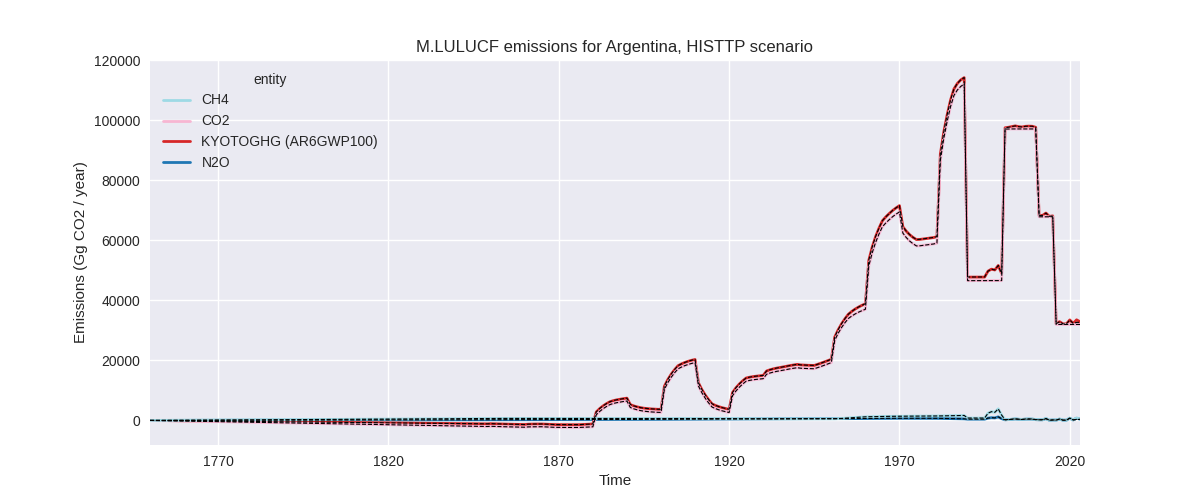 M.LULUCF emissions for Argentina, HISTTP scenario
Emissions (Gg CO2 / year)
120000
100000
80000
60000
40000
20000
0
entity
CH4
CO2
KYOTOGHG (AR6GWP100)
N2O
1770
1820
1870
1920
1970
2020
Time